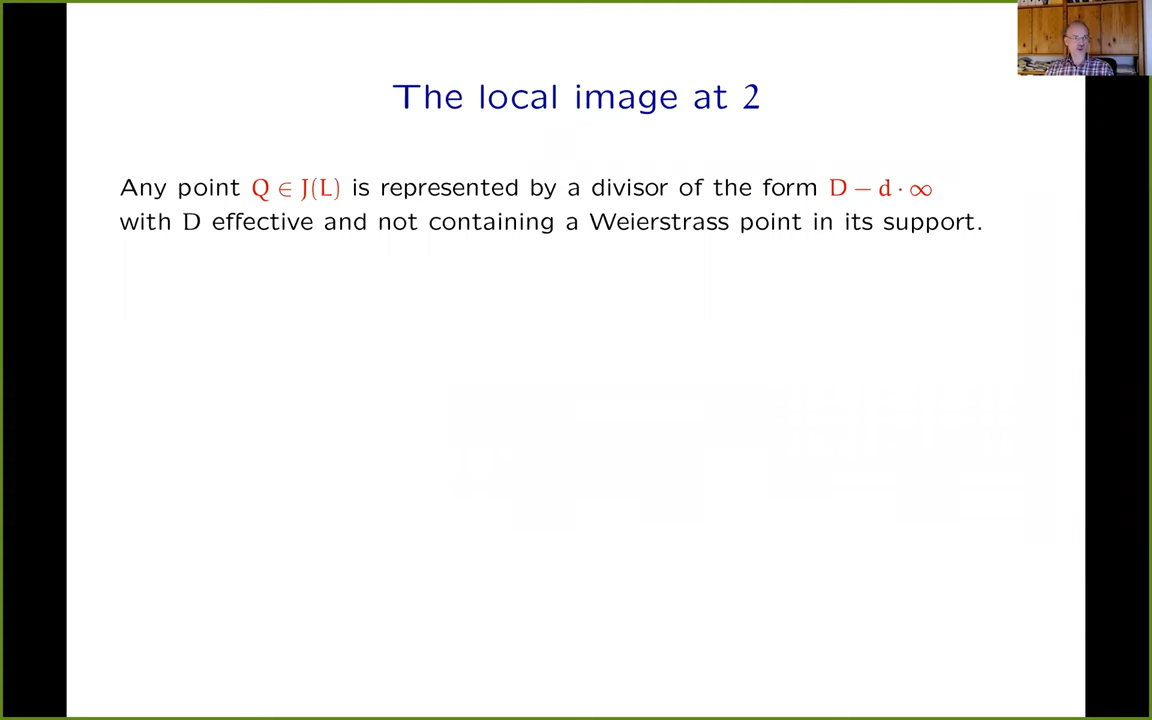 The local image at 2
Any point Q ∈ J(L) is represented by a divisor of the form D − d · ∞
with D effective and not containing a Weierstrass point in its support.